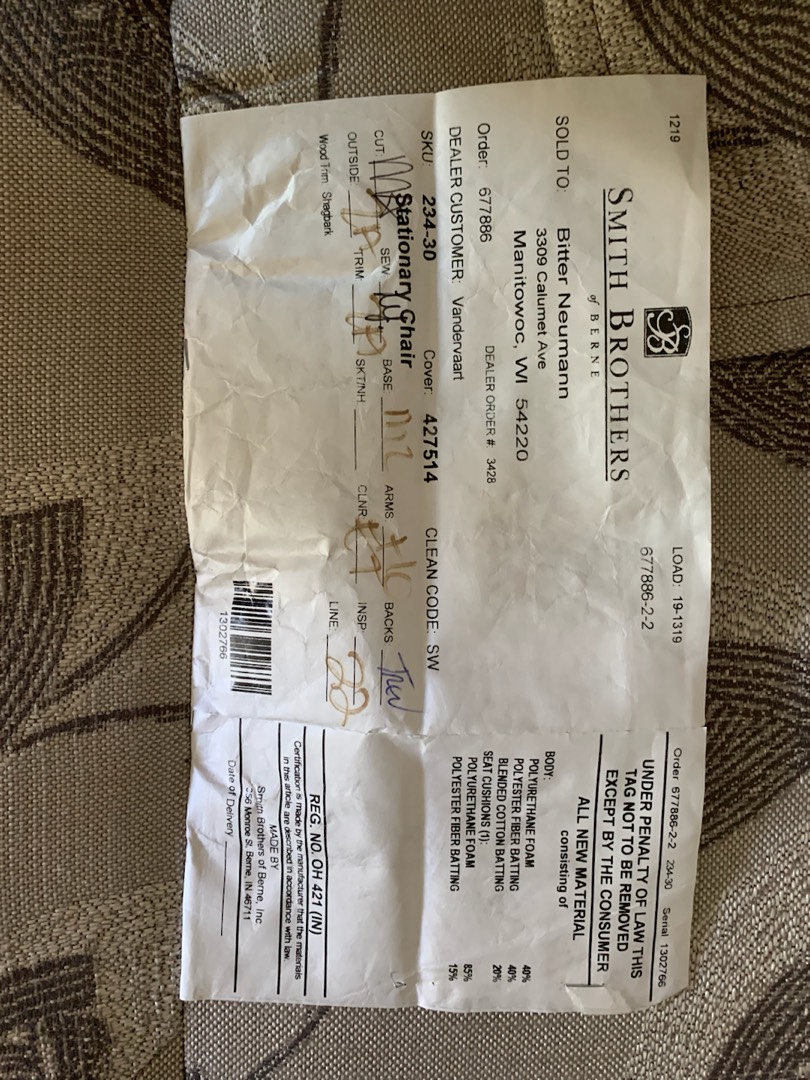 1219
LOAD: 19-1319
677886-2-2
SB
SMITH BROTHERS
of BERNE
SOLD TO: Bitter Neumann
3309 Calumet Ave
Manitowoc, WI 54220
Order: 677886 DEALER ORDER #: 3428
DEALER CUSTOMER: Vandervaart
SKU: 234-30 Cover: 427514 CLEAN CODE: SW
Stationary Chair
CUT SEW BASE ARMS BACKS
OUTSIDE TRIM SKT/NH CLNR INSP
Wood Trim Shagbark LINE 22
1302766
Order 677886-2-2 234-30 Serial 1302766
UNDER PENALTY OF LAW THIS
TAG NOT TO BE REMOVED
EXCEPT BY THE CONSUMER
ALL NEW MATERIAL
consisting of
BODY:
POLYURETHANE FOAM 40%
POLYESTER FIBER BATTING 40%
BLENDED COTTON BATTING 20%
SEAT CUSHIONS (1):
POLYURETHANE FOAM 85%
POLYESTER FIBER BATTING 15%
REG. NO. OH 421 (IN)
Certification is made by the manufacturer that the materials
in this article are described in accordance with law.
MADE BY
Smith Brothers of Berne, Inc
356 Monroe St. Berne, IN 46711
Date of Delivery